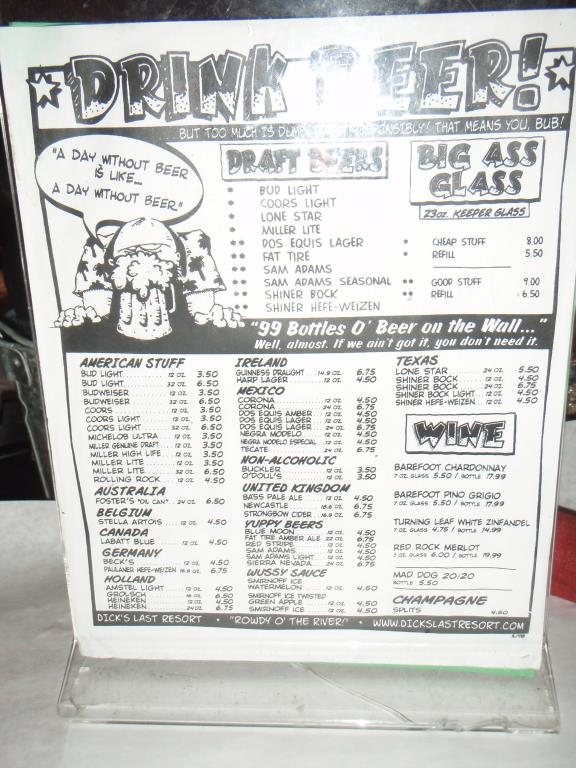 DRINK BEER!
BUT TOO MUCH IS RESPONSIBLY! THAT MEANS YOU, BUB!
"A DAY WITHOUT BEER
IS LIKE...
A DAY WITHOUT BEER."
DRAFT BEERS
* BUD LIGHT
* COORS LIGHT
* LONE STAR
* MILLER LITE
** DOS EQUIS LAGER
** FAT TIRE
** SAM ADAMS
** SAM ADAMS SEASONAL
** SHINER BOCK
** SHINER HEFE-WEIZEN
BIG ASS
GLASS
23oz. KEEPER GLASS
* CHEAP STUFF 8.00
REFILL 5.50
** GOOD STUFF 9.00
REFILL 6.50
"99 Bottles O' Beer on the Wall..."
Well, almost. If we ain't got it, you don't need it.
AMERICAN STUFF
BUD LIGHT 12 OZ. 3.50
BUD LIGHT 32 OZ 6.50
BUDWEISER 12 OZ. 3.50
BUDWEISER 32 OZ 6.50
COORS 12 OZ 3.50
COORS LIGHT 12 OZ. 3.50
COORS LIGHT 32 OZ 6.50
MICHELOB ULTRA 12 OZ. 3.50
MILLER GENUINE DRAFT 12 OZ. 3.50
MILLER HIGH LIFE 12 OZ. 3.50
MILLER LITE 12 OZ. 3.50
MILLER LITE 32 OZ 6.50
ROLLING ROCK 12 OZ. 4.50
AUSTRALIA
FOSTER'S "OIL CAN" 24 OZ. 6.50
BELGIUM
STELLA ARTOIS 12 OZ. 4.50
CANADA
LABATT BLUE 12 OZ. 4.50
GERMANY
BECK'S 12 OZ 4.50
PAULANER HEFE-WEIZEN 16.9 OZ. 6.75
HOLLAND
AMSTEL LIGHT 12 OZ. 4.50
GROLSCH 6.50
HEINEKEN 12 OZ. 4.50
HEINEKEN 24 OZ. 6.75
IRELAND
GUINNESS DRAUGHT 14.9 OZ. 6.75
HARP LAGER 12 OZ. 4.50
MEXICO
CORONA 12 OZ. 4.50
CORONA 24 OZ. 6.75
DOS EQUIS AMBER 12 OZ. 4.50
DOS EQUIS LAGER 12 OZ. 4.50
DOS EQUIS LAGER 24 OZ. 6.75
NEGRA MODELO 12 OZ. 4.50
NEGRA MODELO ESPECIAL 12 OZ. 4.50
TECATE 24 OZ. 6.75
NON-ALCOHOLIC
BUCKLER 12 OZ. 3.50
O'DOUL'S 12 OZ. 3.50
UNITED KINGDOM
BASS PALE ALE 12 OZ. 4.50
NEWCASTLE 18.6 OZ. 6.75
STRONGBOW CIDER 16.9 OZ. 6.75
YUPPY BEERS
BLUE MOON 12 OZ. 4.50
FAT TIRE AMBER ALE 22 OZ. 6.75
RED STRIPE 12 OZ. 4.50
SAM ADAMS 12 OZ. 4.50
SAM ADAMS LIGHT 12 OZ. 4.50
SIERRA NEVADA 24 OZ. 6.75
WUSSY SAUCE
SMIRNOFF ICE
WATERMELON 12 OZ. 4.50
SMIRNOFF ICE TWISTED
GREEN APPLE 12 OZ. 4.50
SMIRNOFF ICE 12 OZ. 4.50
TEXAS
LONE STAR 24 OZ. 5.50
SHINER BOCK 12 OZ. 4.50
SHINER BOCK 24 OZ. 6.75
SHINER BOCK LIGHT 12 OZ. 4.50
SHINER HEFE-WEIZEN 12 OZ. 4.50
WINE
BAREFOOT CHARDONNAY
7 OZ GLASS 5.50 / BOTTLE 17.99
BAREFOOT PINO GRIGIO
7 OZ GLASS 5.50 / BOTTLE 17.99
TURNING LEAF WHITE ZINFANDEL
7 OZ GLASS 4.75 / BOTTLE 14.99
RED ROCK MERLOT
7 OZ GLASS 6.00 / BOTTLE 19.99
MAD DOG 20:20
BOTTLE 5.50
CHAMPAGNE
SPLITS 4.50
DICK'S LAST RESORT • "ROWDY O' THE RIVER!" • WWW.DICKSLASTRESORT.COM